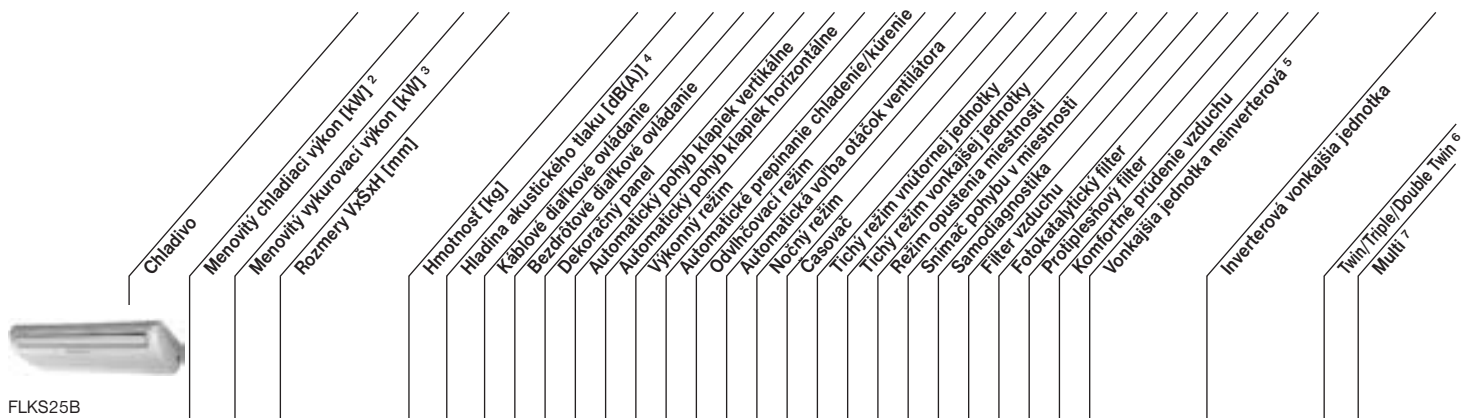 Chladivo
Menovitý chladiaci výkon [kW] ²
Menovitý vykurovací výkon [kW] ³
Rozmery VxŠxH [mm]
Hmotnosť [kg]
Hladina akustického tlaku [dB(A)] ⁴
Káblové diaľkové ovládanie
Bezdrôtové diaľkové ovládanie
Dekoračný panel
Automatický pohyb klapiek vertikálne
Automatický pohyb klapiek horizontálne
Výkonný režim
Automatické prepínanie chladenie/kúrenie
Odvlhčovací režim
Automatická voľba otáčok ventilátora
Nočný režim
Časovač
Tichý režim vnútornej jednotky
Tichý režim vonkajšej jednotky
Režim opustenia miestnosti
Snímač pohybu v miestnosti
Samodiagnostika
Filter vzduchu
Fotokatalytický filter
Protiplesňový filter
Komfortné prúdenie vzduchu
Vonkajšia jednotka neinverterová ⁵
Inverterová vonkajšia jednotka
Twin/Triple/Double Twin ⁶
Multi ⁷
FLKS25B